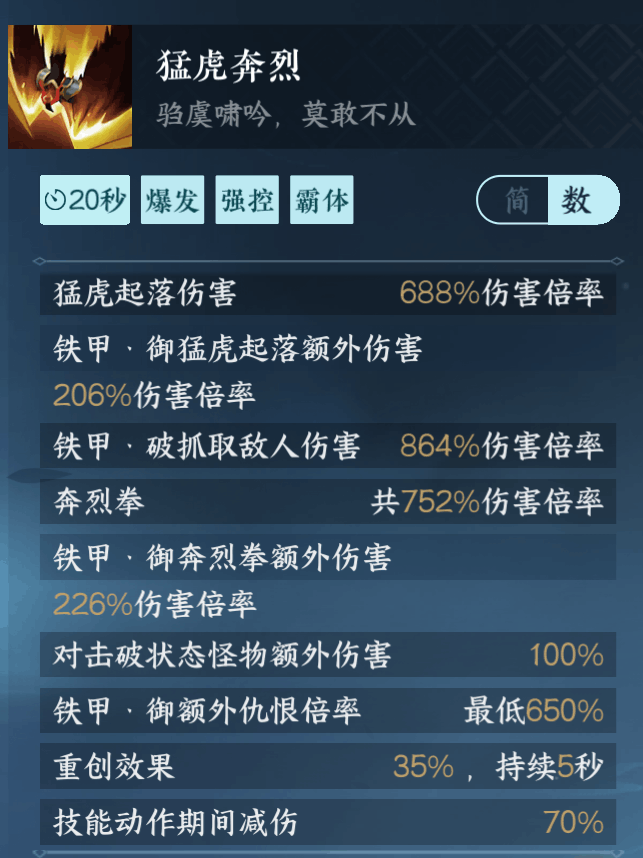 猛虎奔烈
驺虞啸吟，莫敢不从
20秒 爆发 强控 霸体 简 数
猛虎起落伤害 688%伤害倍率
铁甲·御猛虎起落额外伤害
206%伤害倍率
铁甲·破抓取敌人伤害 864%伤害倍率
奔烈拳 共752%伤害倍率
铁甲·御奔烈拳额外伤害
226%伤害倍率
对击破状态怪物额外伤害 100%
铁甲·御额外仇恨倍率 最低650%
重创效果 35%，持续5秒
技能动作期间减伤 70%